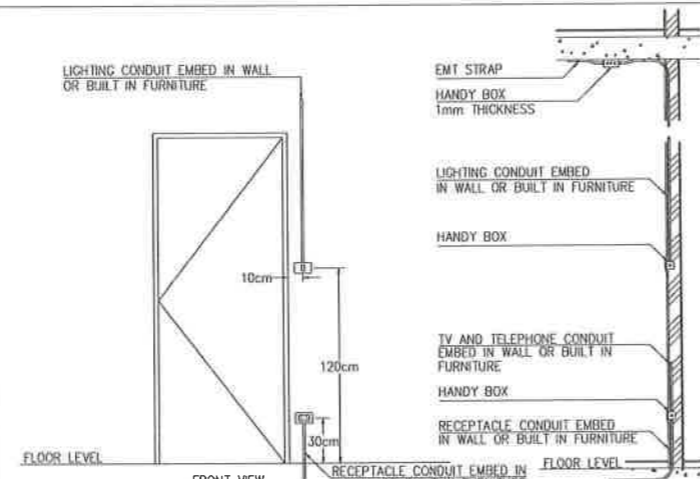 LIGHTING CONDUIT EMBED IN WALL
OR BUILT IN FURNITURE
10cm
120cm
30cm
FLOOR LEVEL
FRONT VIEW
RECEPTACLE CONDUIT EMBED IN
EMT STRAP
HANDY BOX
1mm THICKNESS
LIGHTING CONDUIT EMBED
IN WALL OR BUILT IN FURNITURE
HANDY BOX
TV AND TELEPHONE CONDUIT
EMBED IN WALL OR BUILT IN
FURNITURE
HANDY BOX
RECEPTACLE CONDUIT EMBED
IN WALL OR BUILT IN FURNITURE
FLOOR LEVEL